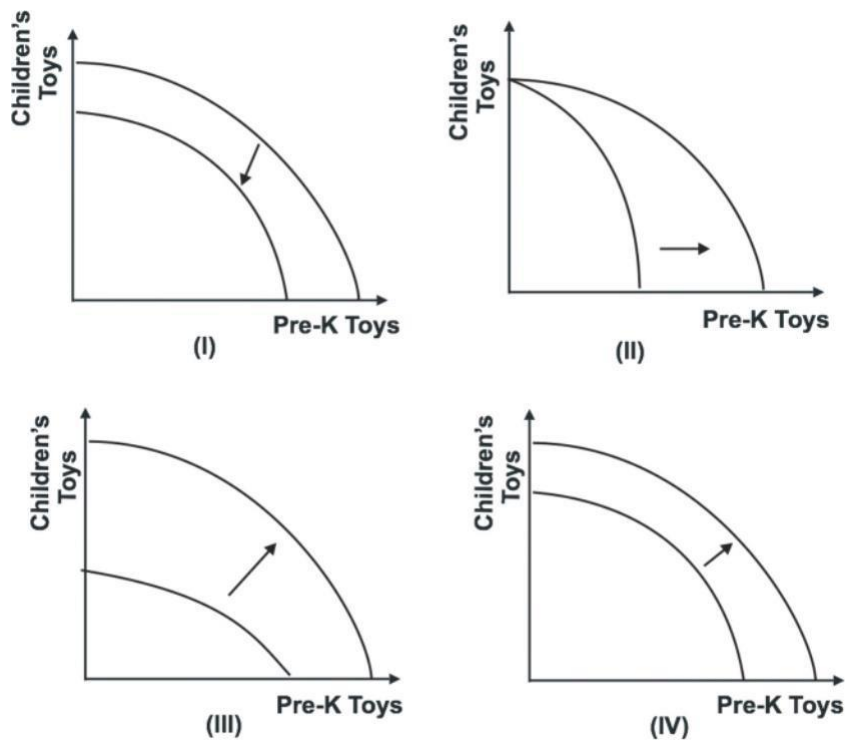 Children's
Toys
Pre-K Toys
(I)
Children's
Toys
Pre-K Toys
(II)
Children's
Toys
Pre-K Toys
(III)
Children's
Toys
Pre-K Toys
(IV)